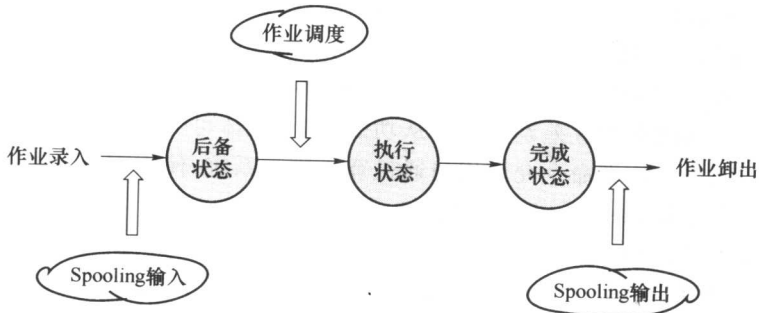 作业调度
作业录入
后备
状态
执行
状态
完成
状态
作业卸出
Spooling输入
Spooling输出